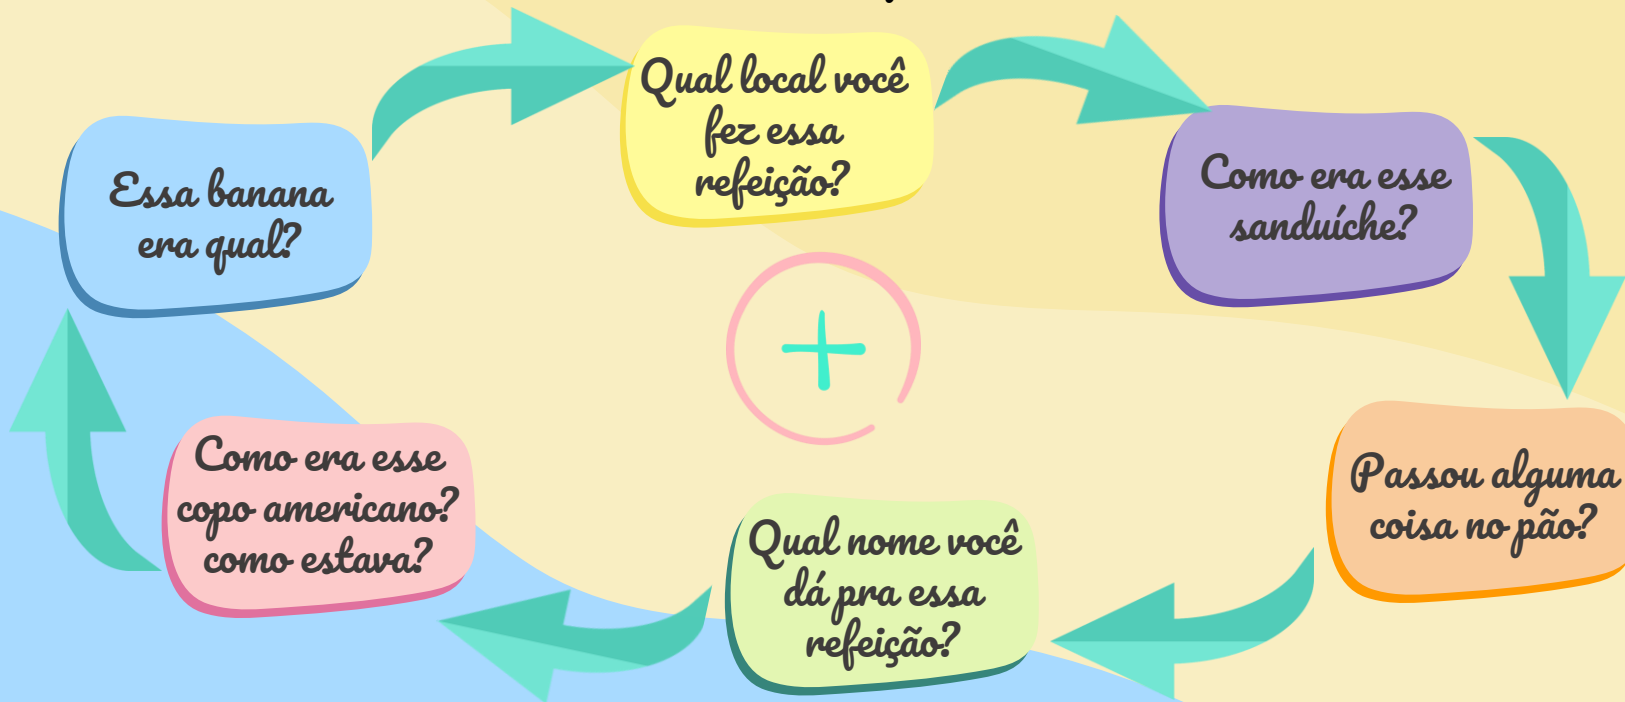 Qual local você
fez essa
refeição?
Como era esse
sanduíche?
Passou alguma
coisa no pão?
Qual nome você
dá pra essa
refeição?
Como era esse
copo americano?
como estava?
Essa banana
era qual?